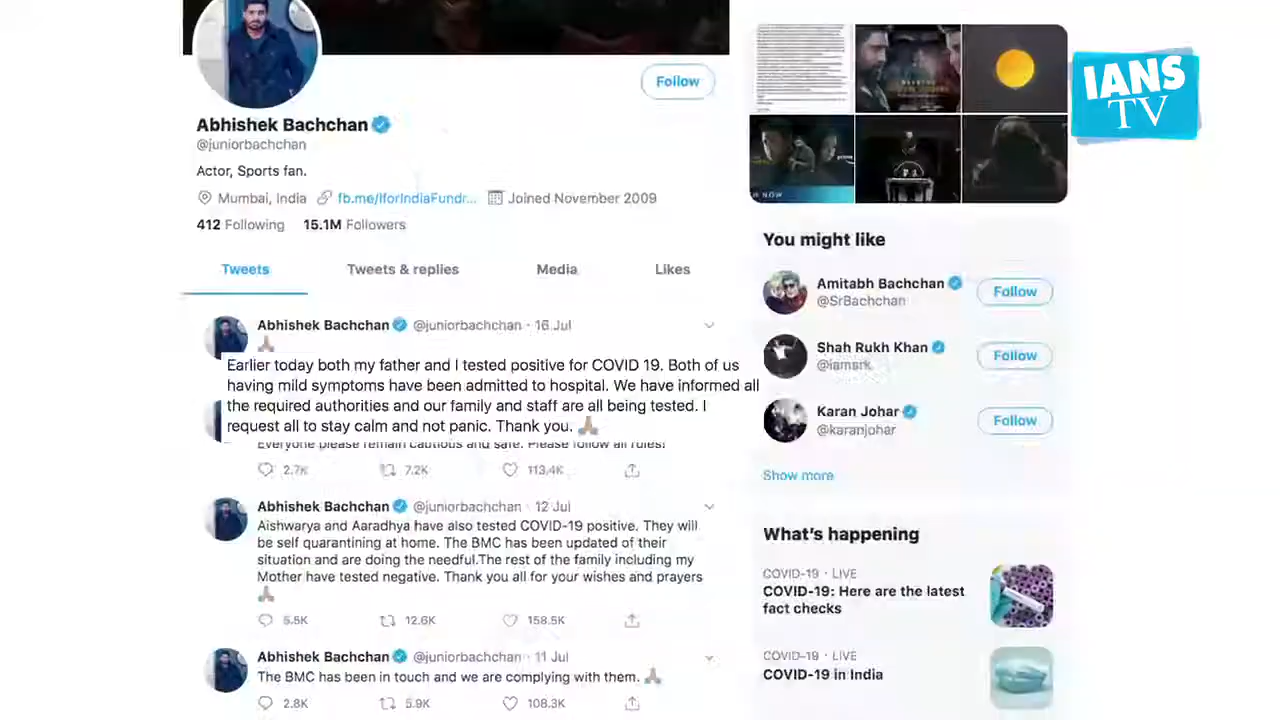 Follow
IANS
TV
Abhishek Bachchan
@juniorbachchan
Actor, Sports fan.
Mumbai, India fb.me/IforIndiaFundr... Joined November 2009
412 Following 15.1M Followers
Tweets Tweets & replies Media Likes
Abhishek Bachchan @juniorbachchan · 16 Jul
Earlier today both my father and I tested positive for COVID 19. Both of us
having mild symptoms have been admitted to hospital. We have informed all
the required authorities and our family and staff are all being tested. I
request all to stay calm and not panic. Thank you.
Everyone please remain cautious and safe. Please follow all rules!
2.7K 7.2K 113.4K
Abhishek Bachchan @juniorbachchan · 12 Jul
Aishwarya and Aaradhya have also tested COVID-19 positive. They will
be self quarantining at home. The BMC has been updated of their
situation and are doing the needful.The rest of the family including my
Mother have tested negative. Thank you all for your wishes and prayers
5.5K 12.6K 158.5K
Abhishek Bachchan @juniorbachchan · 11 Jul
The BMC has been in touch and we are complying with them.
2.8K 5.9K 108.3K
You might like
Amitabh Bachchan
@SrBachchan
Follow
Shah Rukh Khan
@iamsrk
Follow
Karan Johar
@karanjohar
Follow
Show more
What's happening
COVID-19 · LIVE
COVID-19: Here are the latest
fact checks
COVID-19 · LIVE
COVID-19 in India